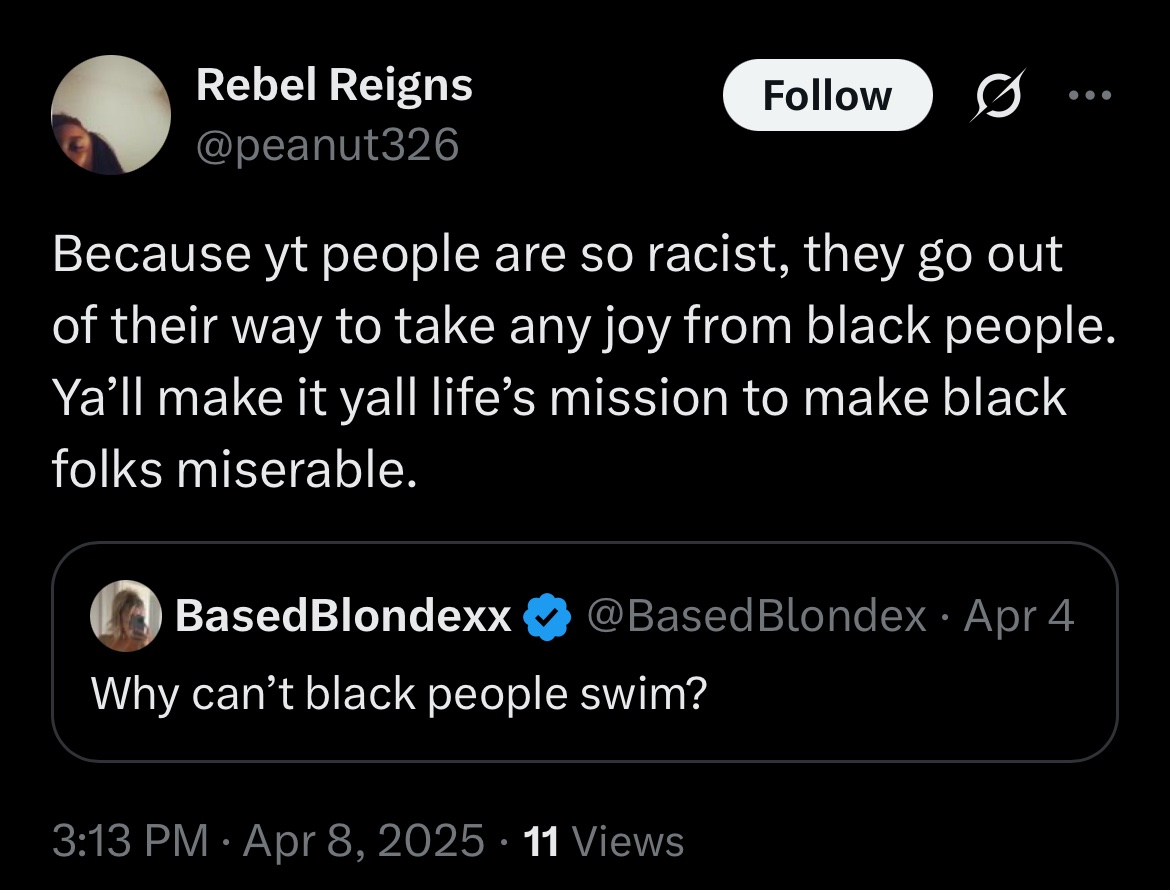 Rebel Reigns
@peanut326
Follow
Because yt people are so racist, they go out
of their way to take any joy from black people.
Ya’ll make it yall life’s mission to make black
folks miserable.
BasedBlondexx @BasedBlondex · Apr 4
Why can’t black people swim?
3:13 PM · Apr 8, 2025 · 11 Views